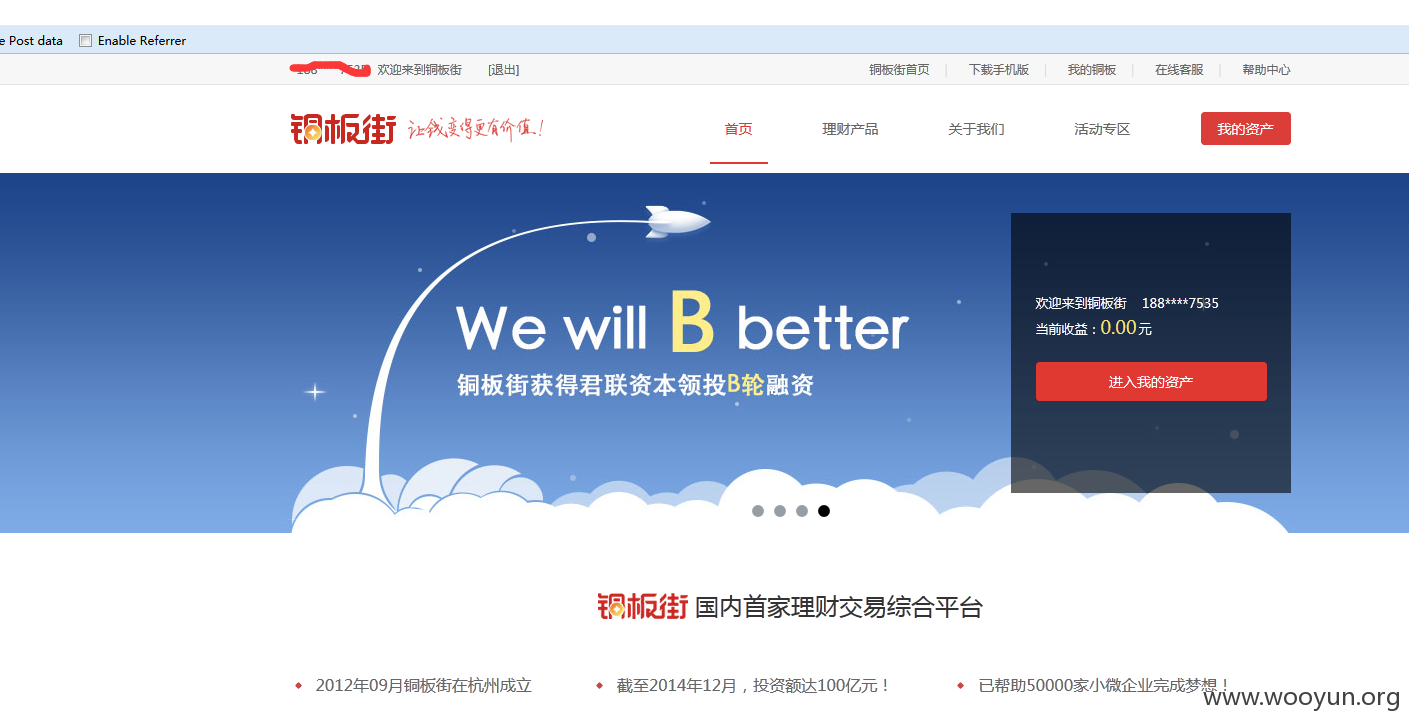 e Post data Enable Referrer
欢迎来到铜板街 [退出] 铜板街首页 下载手机版 我的铜板 在线客服 帮助中心
铜板街 让钱变得更有价值! 首页 理财产品 关于我们 活动专区 我的资产
We will B better
铜板街获得君联资本领投B轮融资
欢迎来到铜板街 188****7535
当前收益：0.00元
进入我的资产
铜板街 国内首家理财交易综合平台
2012年09月铜板街在杭州成立 截至2014年12月，投资额达100亿元！ 已帮助50000家小微企业完成梦想！
www.wooyun.org